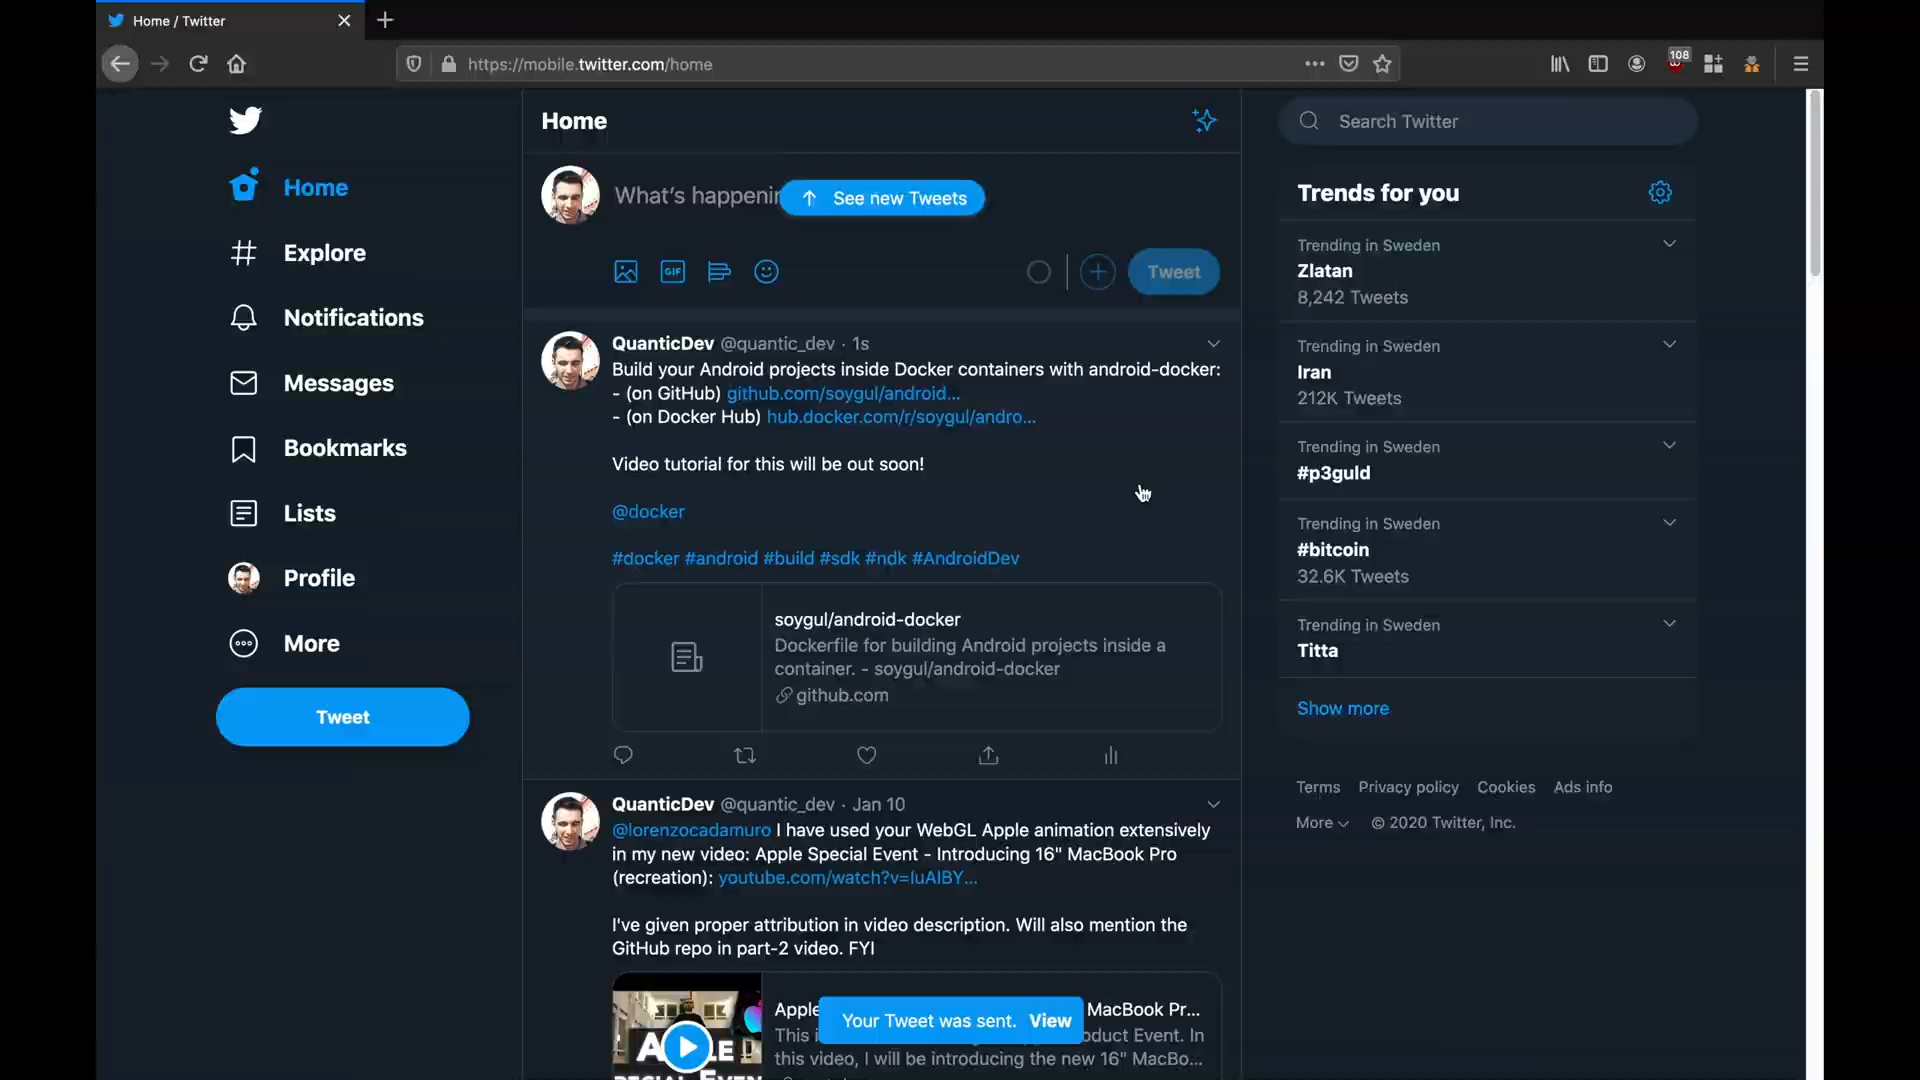 Home / Twitter
https://mobile.twitter.com/home
108
Home
Explore
Notifications
Messages
Bookmarks
Lists
Profile
More
Tweet
Home
What's happenin
See new Tweets
GIF
Tweet
QuanticDev @quantic_dev · 1s
Build your Android projects inside Docker containers with android-docker:
- (on GitHub) github.com/soygul/android...
- (on Docker Hub) hub.docker.com/r/soygul/andro...
Video tutorial for this will be out soon!
@docker
#docker #android #build #sdk #ndk #AndroidDev
soygul/android-docker
Dockerfile for building Android projects inside a
container. - soygul/android-docker
github.com
QuanticDev @quantic_dev · Jan 10
@lorenzocadamuro I have used your WebGL Apple animation extensively
in my new video: Apple Special Event - Introducing 16" MacBook Pro
(recreation): youtube.com/watch?v=IuAIBY...
I've given proper attribution in video description. Will also mention the
GitHub repo in part-2 video. FYI
Apple MacBook Pr...
This i oduct Event. In
this video, I will be introducing the new 16" MacBo...
Your Tweet was sent. View
Search Twitter
Trends for you
Trending in Sweden
Zlatan
8,242 Tweets
Trending in Sweden
Iran
212K Tweets
Trending in Sweden
#p3guld
Trending in Sweden
#bitcoin
32.6K Tweets
Trending in Sweden
Titta
Show more
Terms Privacy policy Cookies Ads info
More © 2020 Twitter, Inc.